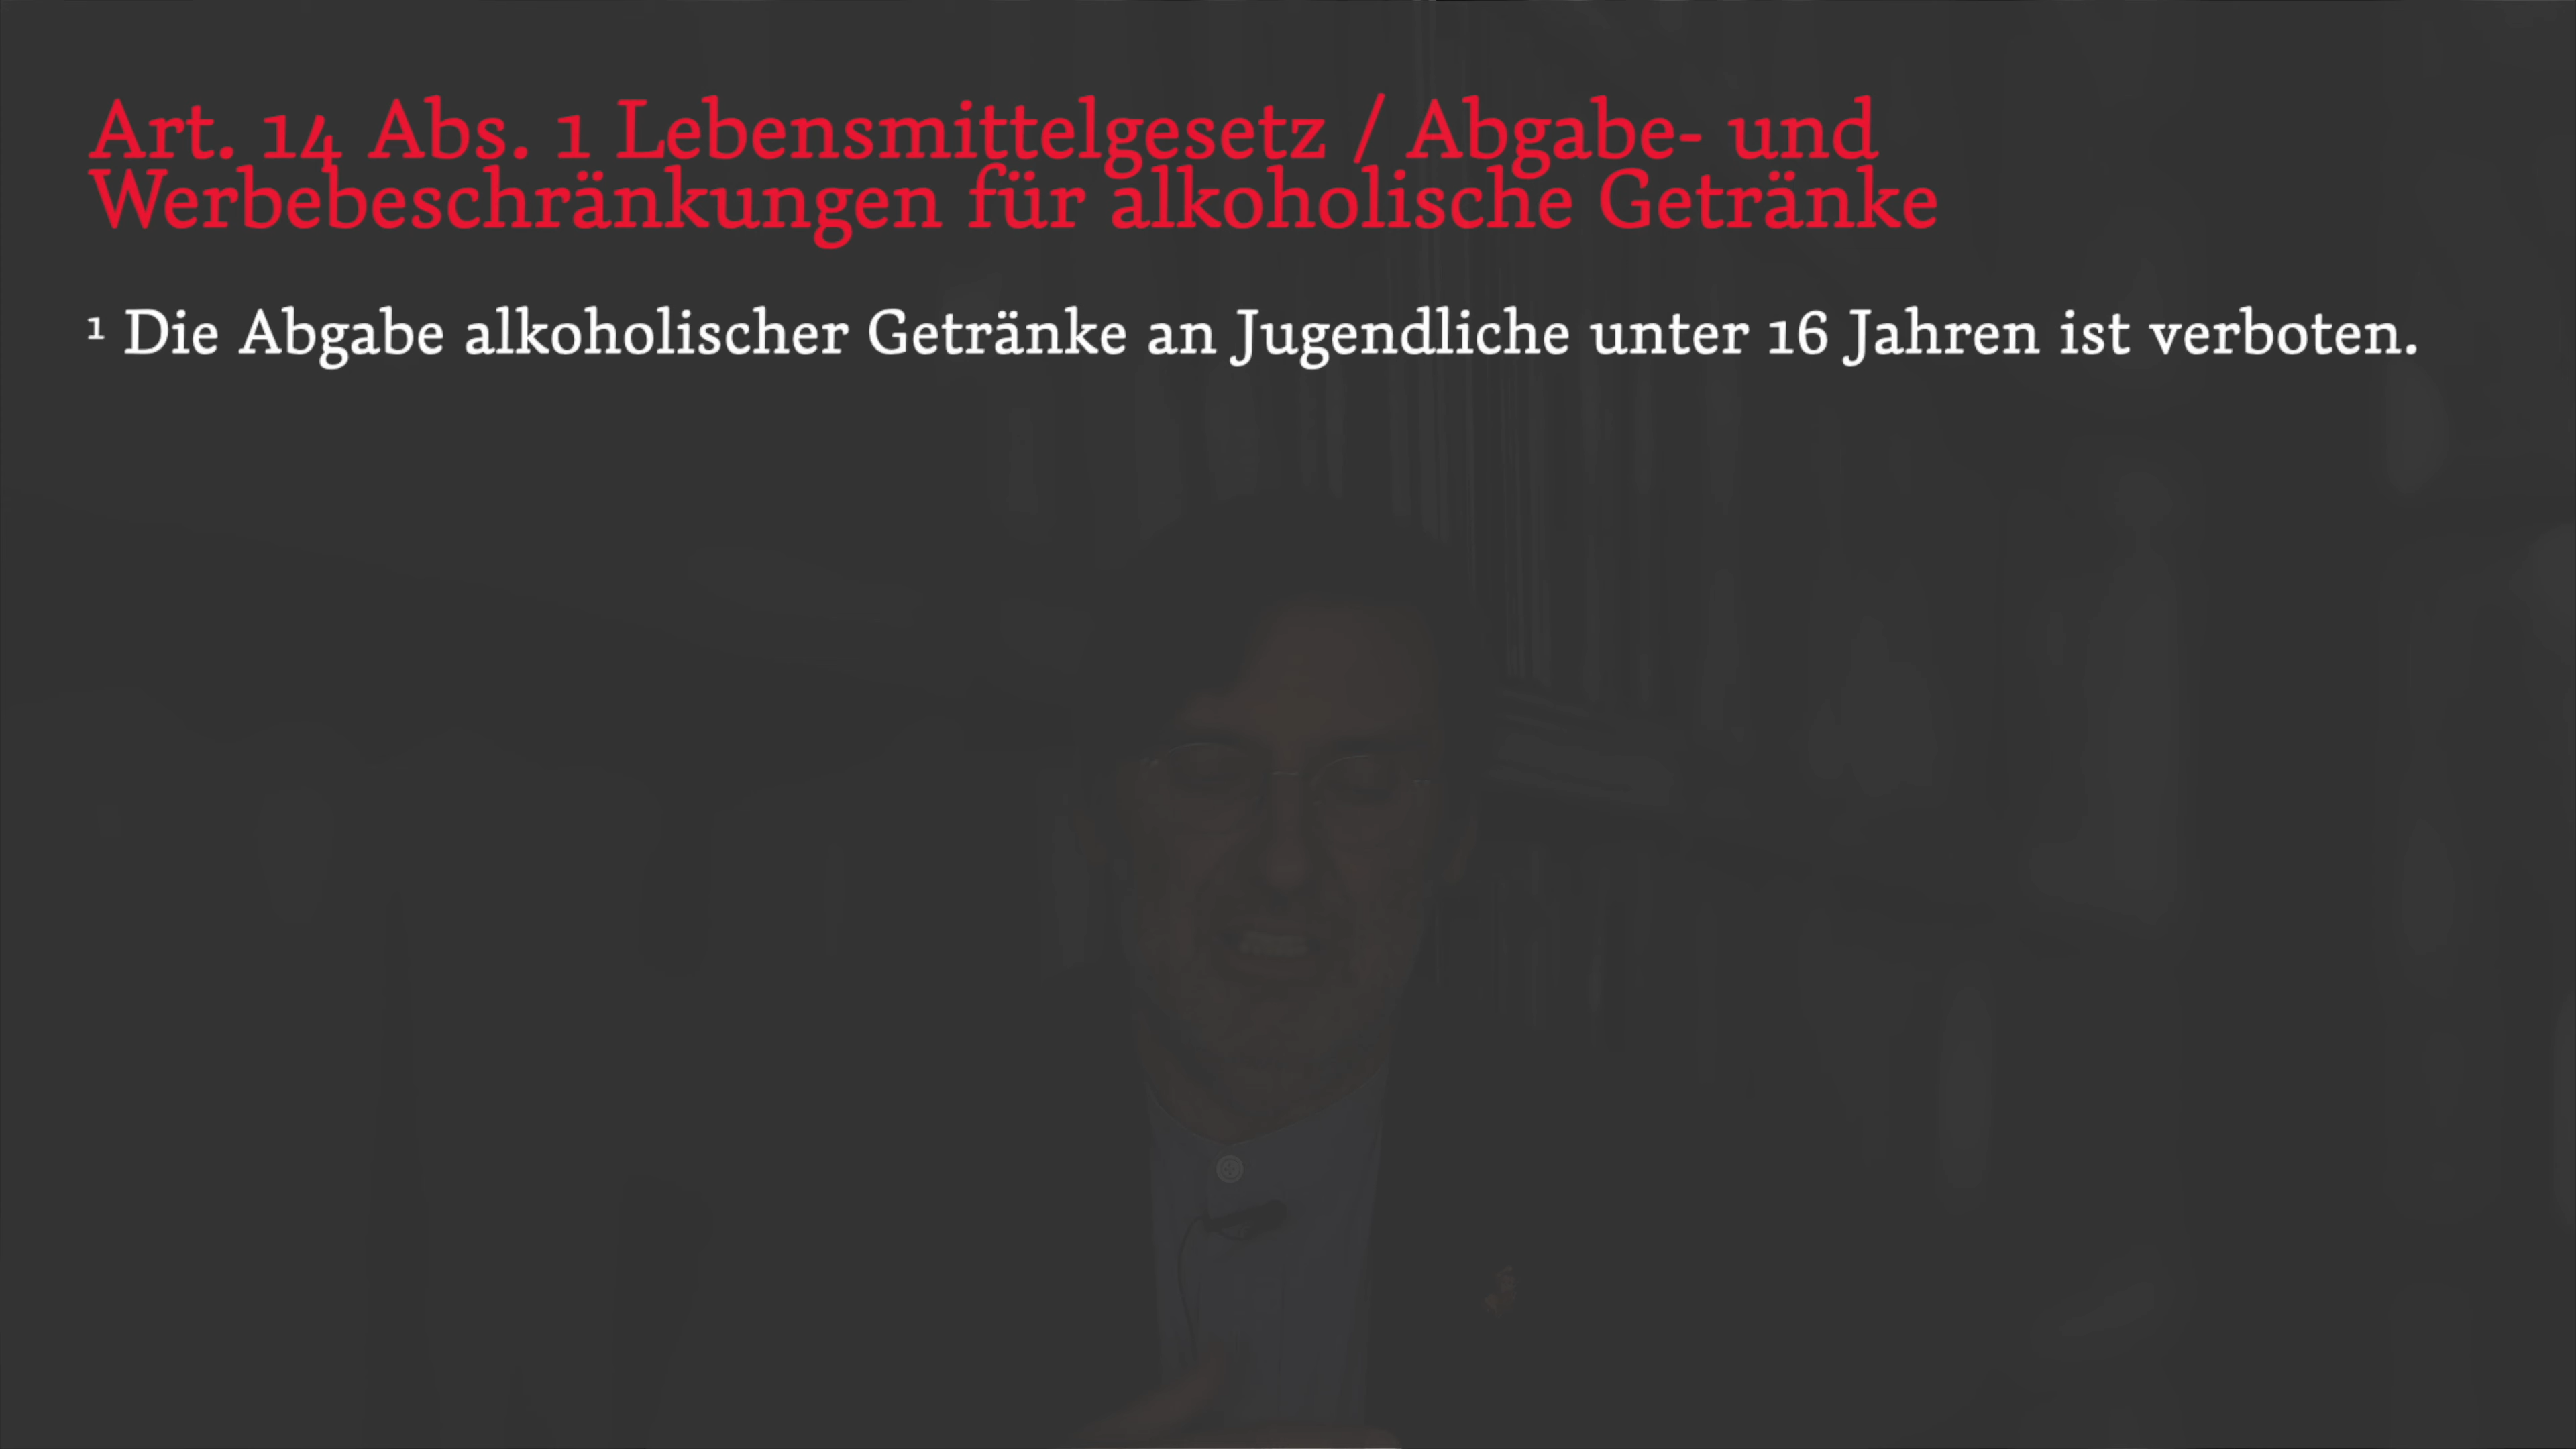 Art. 14 Abs. 1 Lebensmittelgesetz / Abgabe- und
Werbebeschränkungen für alkoholische Getränke
¹ Die Abgabe alkoholischer Getränke an Jugendliche unter 16 Jahren ist verboten.